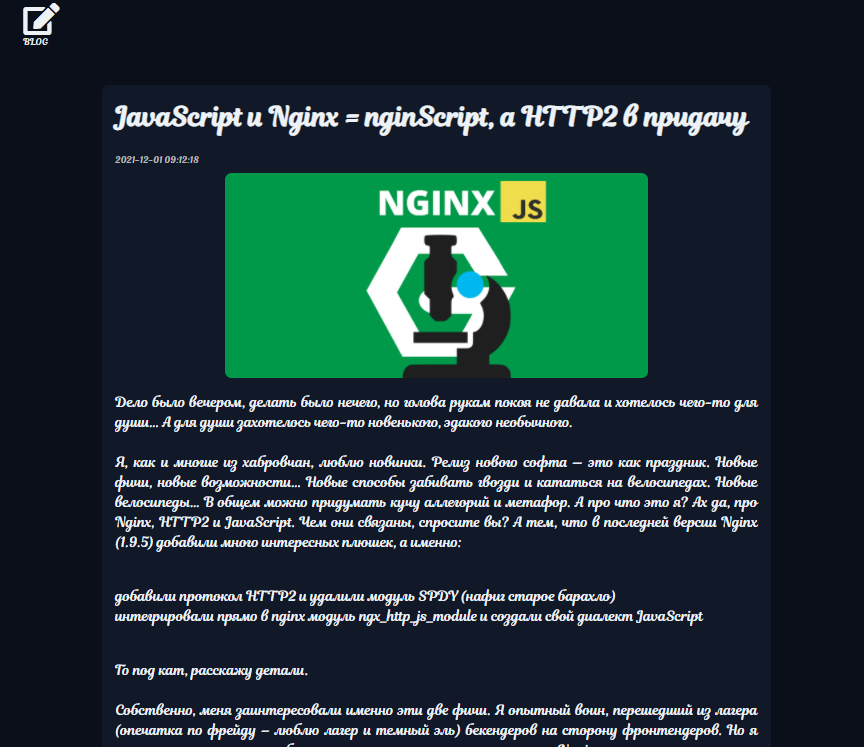 BLOG
JavaScript и Nginx = nginScript, а HTTP2 в придачу
2021-12-01 09:12:18
NGINX JS
Дело было вечером, делать было нечего, но голова рукам покоя не давала и хотелось чего-то для
души... А для души захотелось чего-то новенького, эдакого необычного.
Я, как и многие из хабровчан, люблю новинки. Релиз нового софта — это как праздник. Новые
фичи, новые возможности... Новые способы забивать гвозди и кататься на велосипедах. Новые
велосипеды... В общем можно придумать кучу аллегорий и метафор. А про что это я? Ах да, про
Nginx, HTTP2 и JavaScript. Чем они связаны, спросите вы? А тем, что в последней версии Nginx
(1.9.5) добавили много интересных плюшек, а именно:
добавили протокол HTTP2 и удалили модуль SPDY (нафиг старое барахло)
интегрировали прямо в nginx модуль ngx_http_js_module и создали свой диалект JavaScript
То под кат, расскажу детали.
Собственно, меня заинтересовали именно эти две фичи. Я опытный воин, перешедший из лагера
(опечатка по фрейду — люблю лагер и темный эль) бекендеров на сторону фронтендеров. Но я